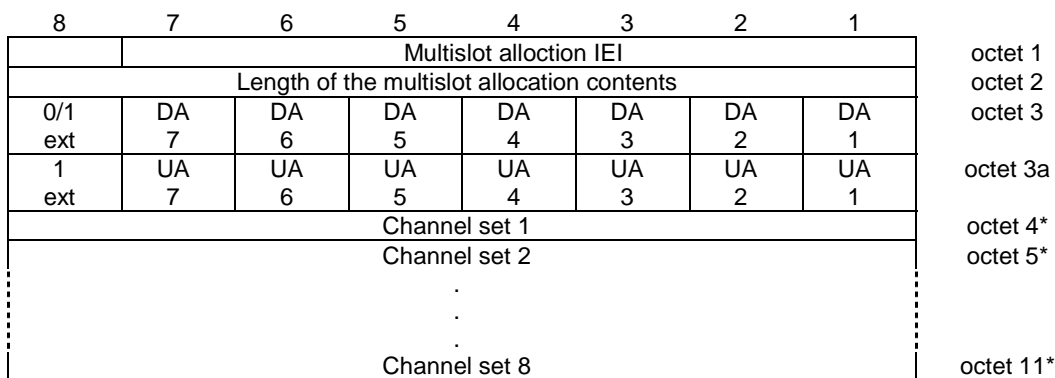 8 7 6 5 4 3 2 1
Multislot alloction IEI octet 1
Length of the multislot allocation contents octet 2
0/1 DA DA DA DA DA DA DA octet 3
ext 7 6 5 4 3 2 1
1 UA UA UA UA UA UA UA octet 3a
ext 7 6 5 4 3 2 1
Channel set 1 octet 4*
Channel set 2 octet 5*
.
.
.
Channel set 8 octet 11*